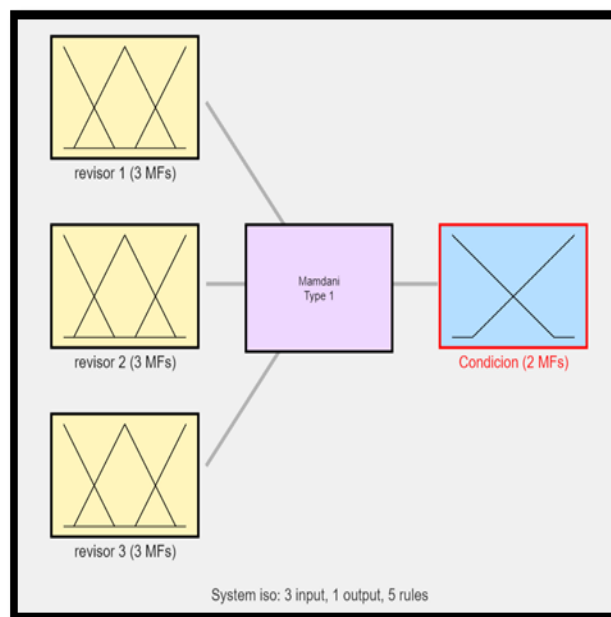 revisor 1 (3 MFs)
Mamdani
Type 1
revisor 2 (3 MFs)
Condicion (2 MFs)
revisor 3 (3 MFs)
System iso: 3 input, 1 output, 5 rules